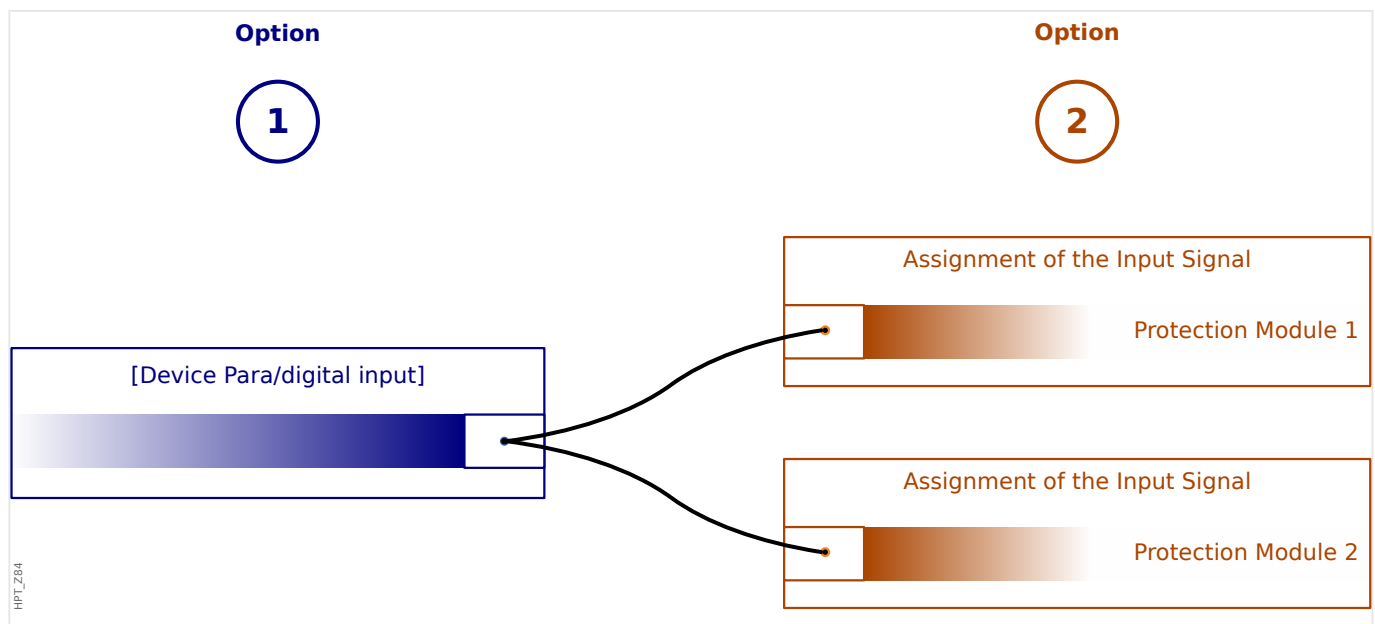 Option
1
[Device Para/digital input]
Option
2
Assignment of the Input Signal
Protection Module 1
Assignment of the Input Signal
Protection Module 2
HPT_Z84